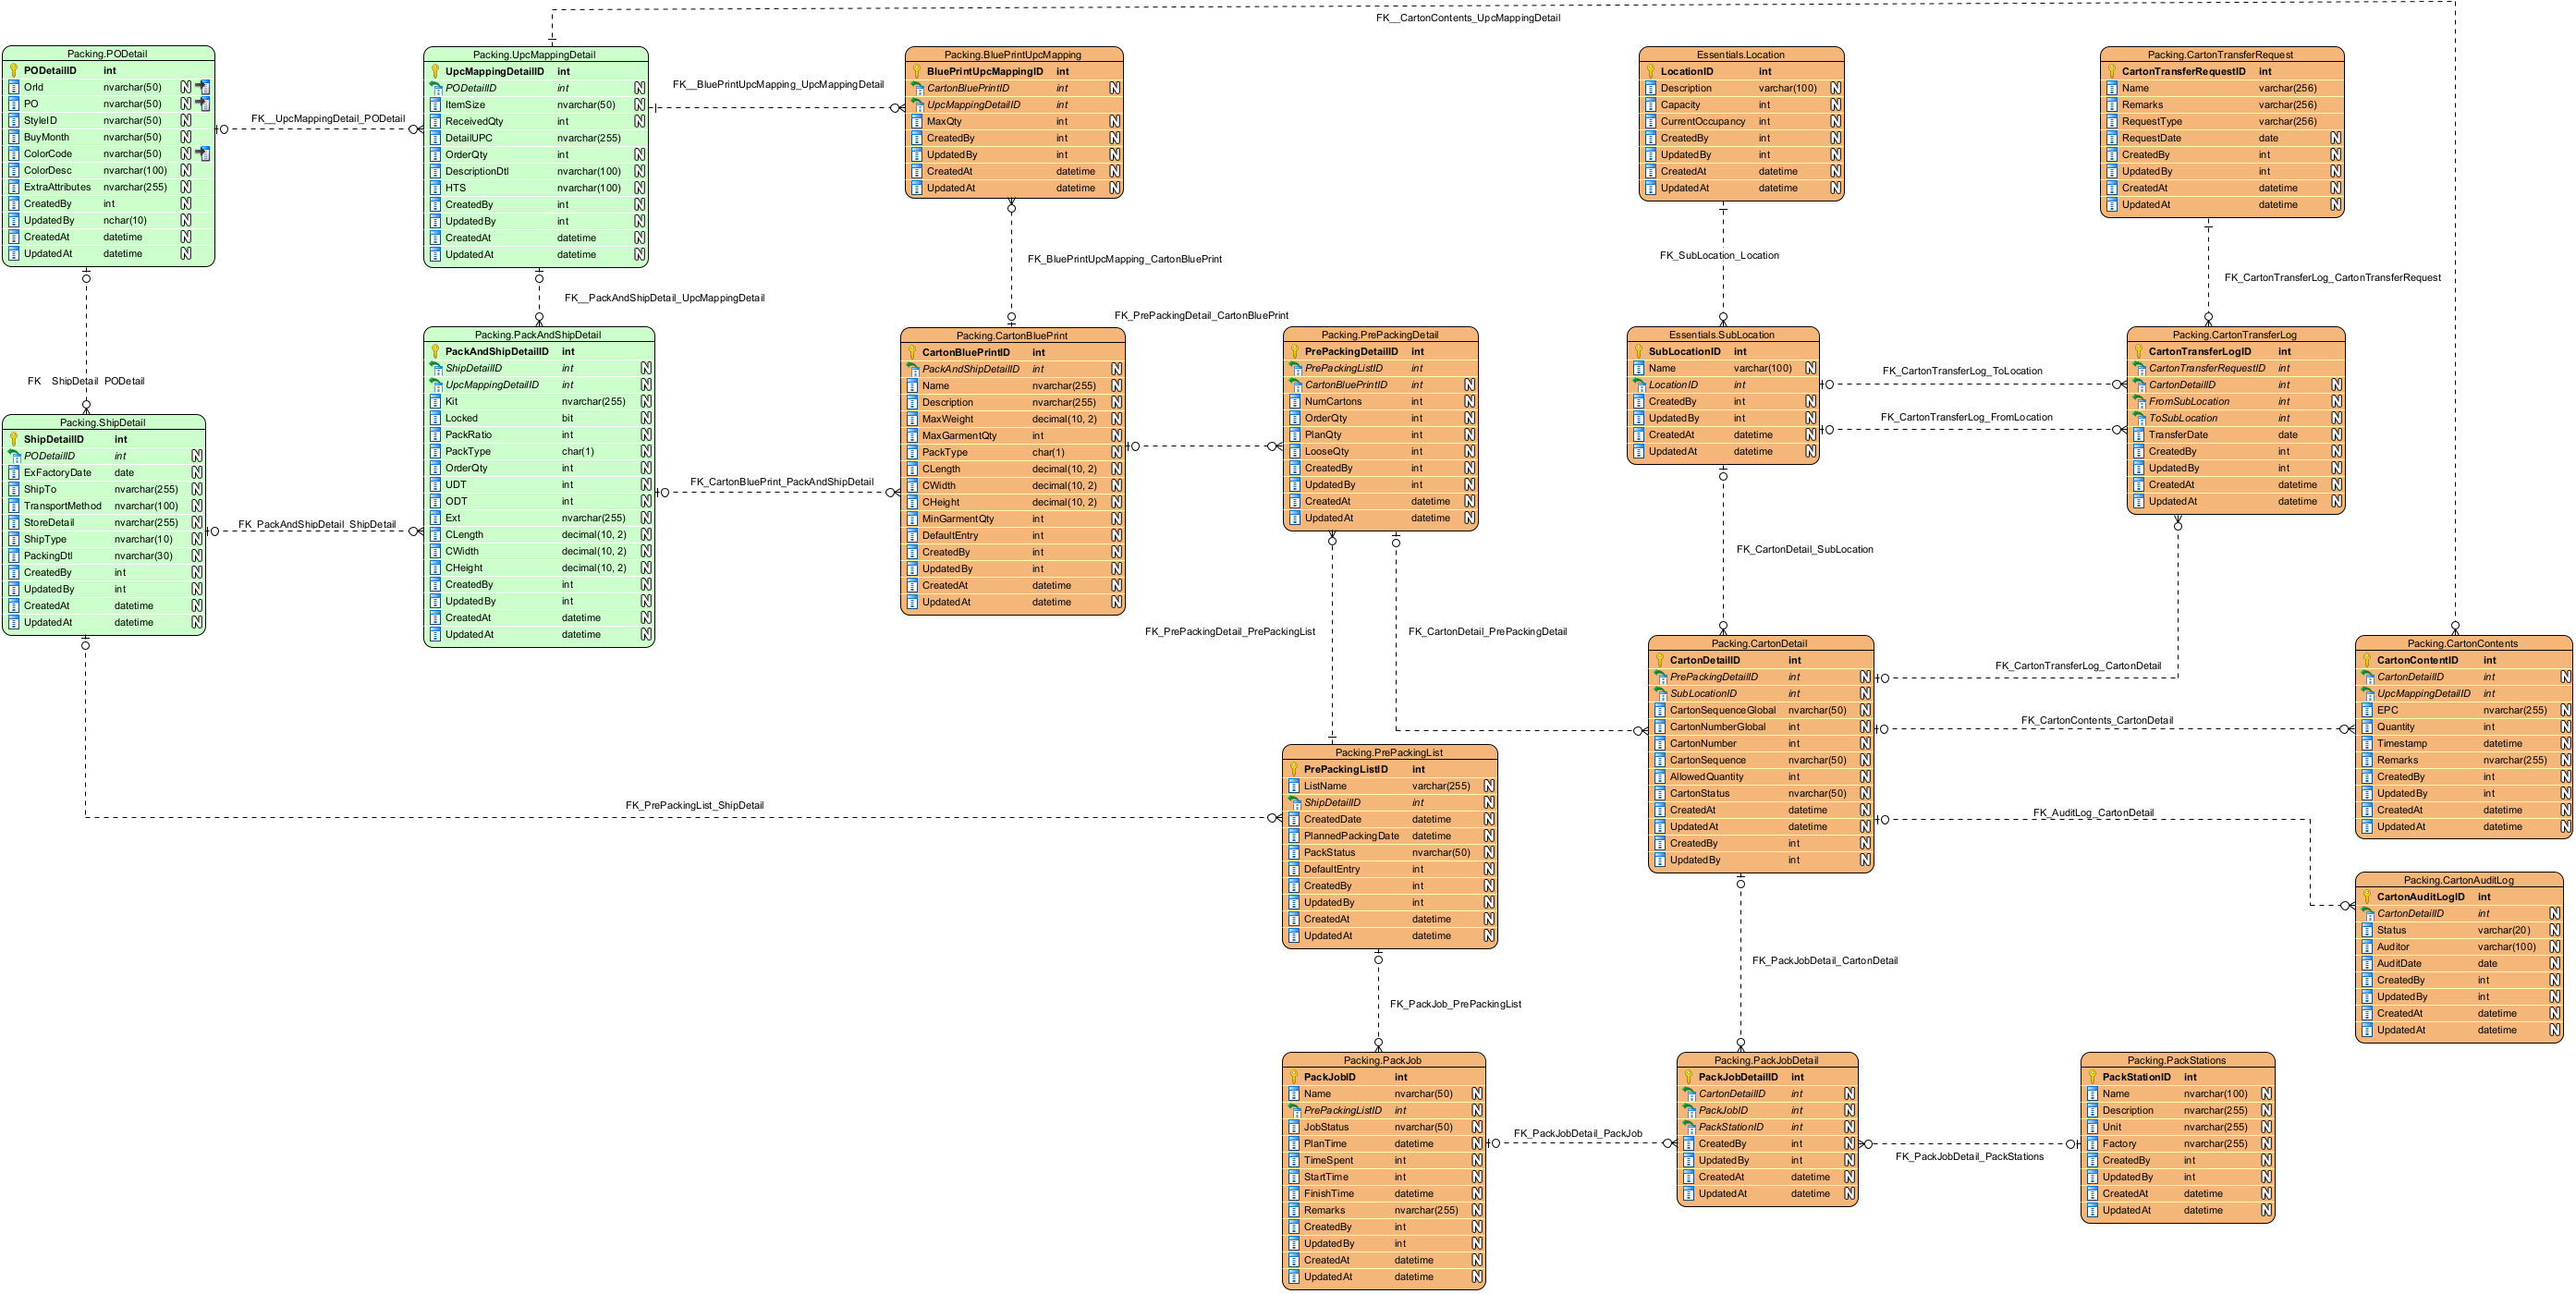 FK__CartonContents_UpcMappingDetail
Packing.PODetail
PODetailID int
OrId nvarchar(50) N
PO nvarchar(50) N
StyleID nvarchar(50) N
BuyMonth nvarchar(50) N
ColorCode nvarchar(50) N
ColorDesc nvarchar(100) N
ExtraAttributes nvarchar(255) N
CreatedBy int N
UpdatedBy nchar(10) N
CreatedAt datetime N
UpdatedAt datetime N
FK__UpcMappingDetail_PODetail
Packing.UpcMappingDetail
UpcMappingDetailID int
PODetailID int N
ItemSize nvarchar(50) N
ReceivedQty int N
DetailUPC nvarchar(255)
OrderQty int N
DescriptionDtl nvarchar(100) N
HTS nvarchar(100) N
CreatedBy int N
UpdatedBy int N
CreatedAt datetime N
UpdatedAt datetime N
FK__BluePrintUpcMapping_UpcMappingDetail
Packing.BluePrintUpcMapping
BluePrintUpcMappingID int
CartonBluePrintID int N
UpcMappingDetailID int
MaxQty int N
CreatedBy int N
UpdatedBy int N
CreatedAt datetime N
UpdatedAt datetime N
Essentials.Location
LocationID int
Description varchar(100) N
Capacity int N
CurrentOccupancy int N
CreatedBy int N
UpdatedBy int N
CreatedAt datetime N
UpdatedAt datetime N
Packing.CartonTransferRequest
CartonTransferRequestID int
Name varchar(256)
Remarks varchar(256)
RequestType varchar(256)
RequestDate date N
CreatedBy int N
UpdatedBy int N
CreatedAt datetime N
UpdatedAt datetime N
FK_BluePrintUpcMapping_CartonBluePrint
FK_SubLocation_Location
FK_CartonTransferLog_CartonTransferRequest
FK__PackAndShipDetail_UpcMappingDetail
FK_PrePackingDetail_CartonBluePrint
FK ShipDetail PODetail
Packing.ShipDetail
ShipDetailID int
PODetailID int N
ExFactoryDate date N
ShipTo nvarchar(255) N
TransportMethod nvarchar(100) N
StoreDetail nvarchar(255) N
ShipType nvarchar(10) N
PackingDtl nvarchar(30) N
CreatedBy int N
UpdatedBy int N
CreatedAt datetime N
UpdatedAt datetime N
FK_PackAndShipDetail_ShipDetail
Packing.PackAndShipDetail
PackAndShipDetailID int
ShipDetailID int N
UpcMappingDetailID int N
Kit nvarchar(255) N
Locked bit N
PackRatio int N
PackType char(1) N
OrderQty int N
UDT int N
ODT int N
Ext nvarchar(255) N
CLength decimal(10, 2) N
CWidth decimal(10, 2) N
CHeight decimal(10, 2) N
CreatedBy int N
UpdatedBy int N
CreatedAt datetime N
UpdatedAt datetime N
FK_CartonBluePrint_PackAndShipDetail
Packing.CartonBluePrint
CartonBluePrintID int
PackAndShipDetailID int N
Name nvarchar(255) N
Description nvarchar(255) N
MaxWeight decimal(10, 2) N
MaxGarmentQty int N
PackType char(1) N
CLength decimal(10, 2) N
CWidth decimal(10, 2) N
CHeight decimal(10, 2) N
MinGarmentQty int N
DefaultEntry int N
CreatedBy int N
UpdatedBy int N
CreatedAt datetime N
UpdatedAt datetime N
Packing.PrePackingDetail
PrePackingDetailID int
PrePackingListID int
CartonBluePrintID int N
NumCartons int N
OrderQty int N
PlanQty int N
LooseQty int N
CreatedBy int N
UpdatedBy int N
CreatedAt datetime N
UpdatedAt datetime N
Essentials.SubLocation
SubLocationID int
Name varchar(100) N
LocationID int
CreatedBy int N
UpdatedBy int N
CreatedAt datetime N
UpdatedAt datetime N
FK_CartonTransferLog_ToLocation
FK_CartonTransferLog_FromLocation
Packing.CartonTransferLog
CartonTransferLogID int
CartonTransferRequestID int
CartonDetailID int N
FromSubLocation int N
ToSubLocation int N
TransferDate date N
CreatedBy int N
UpdatedBy int N
CreatedAt datetime N
UpdatedAt datetime N
FK_CartonDetail_SubLocation
FK_PrePackingDetail_PrePackingList
FK_CartonDetail_PrePackingDetail
Packing.CartonDetail
CartonDetailID int
PrePackingDetailID int N
SubLocationID int N
CartonSequenceGlobal nvarchar(50) N
CartonNumberGlobal int N
CartonNumber int N
CartonSequence nvarchar(50) N
AllowedQuantity int N
CartonStatus nvarchar(50) N
CreatedAt datetime N
UpdatedAt datetime N
CreatedBy int N
UpdatedBy int N
FK_CartonTransferLog_CartonDetail
FK_CartonContents_CartonDetail
FK_AuditLog_CartonDetail
Packing.CartonContents
CartonContentID int
CartonDetailID int N
UpcMappingDetailID int
EPC nvarchar(255) N
Quantity int N
Timestamp datetime N
Remarks nvarchar(255) N
CreatedBy int N
UpdatedBy int N
CreatedAt datetime N
UpdatedAt datetime N
FK_PrePackingList_ShipDetail
Packing.PrePackingList
PrePackingListID int
ListName varchar(255) N
ShipDetailID int N
CreatedDate datetime N
PlannedPackingDate datetime N
PackStatus nvarchar(50) N
DefaultEntry int N
CreatedBy int N
UpdatedBy int N
CreatedAt datetime N
UpdatedAt datetime N
Packing.CartonAuditLog
CartonAuditLogID int
CartonDetailID int N
Status varchar(20) N
Auditor varchar(100) N
AuditDate date N
CreatedBy int N
UpdatedBy int N
CreatedAt datetime N
UpdatedAt datetime N
FK_PackJobDetail_CartonDetail
FK_PackJob_PrePackingList
Packing.PackJob
PackJobID int
Name nvarchar(50) N
PrePackingListID int N
JobStatus nvarchar(50) N
PlanTime datetime N
TimeSpent int N
StartTime int N
FinishTime datetime N
Remarks nvarchar(255) N
CreatedBy int N
UpdatedBy int N
CreatedAt datetime N
UpdatedAt datetime N
FK_PackJobDetail_PackJob
Packing.PackJobDetail
PackJobDetailID int
CartonDetailID int N
PackJobID int N
PackStationID int N
CreatedBy int N
UpdatedBy int N
CreatedAt datetime N
UpdatedAt datetime N
FK_PackJobDetail_PackStations
Packing.PackStations
PackStationID int
Name nvarchar(100) N
Description nvarchar(255) N
Unit nvarchar(255) N
Factory nvarchar(255) N
CreatedBy int N
UpdatedBy int N
CreatedAt datetime N
UpdatedAt datetime N